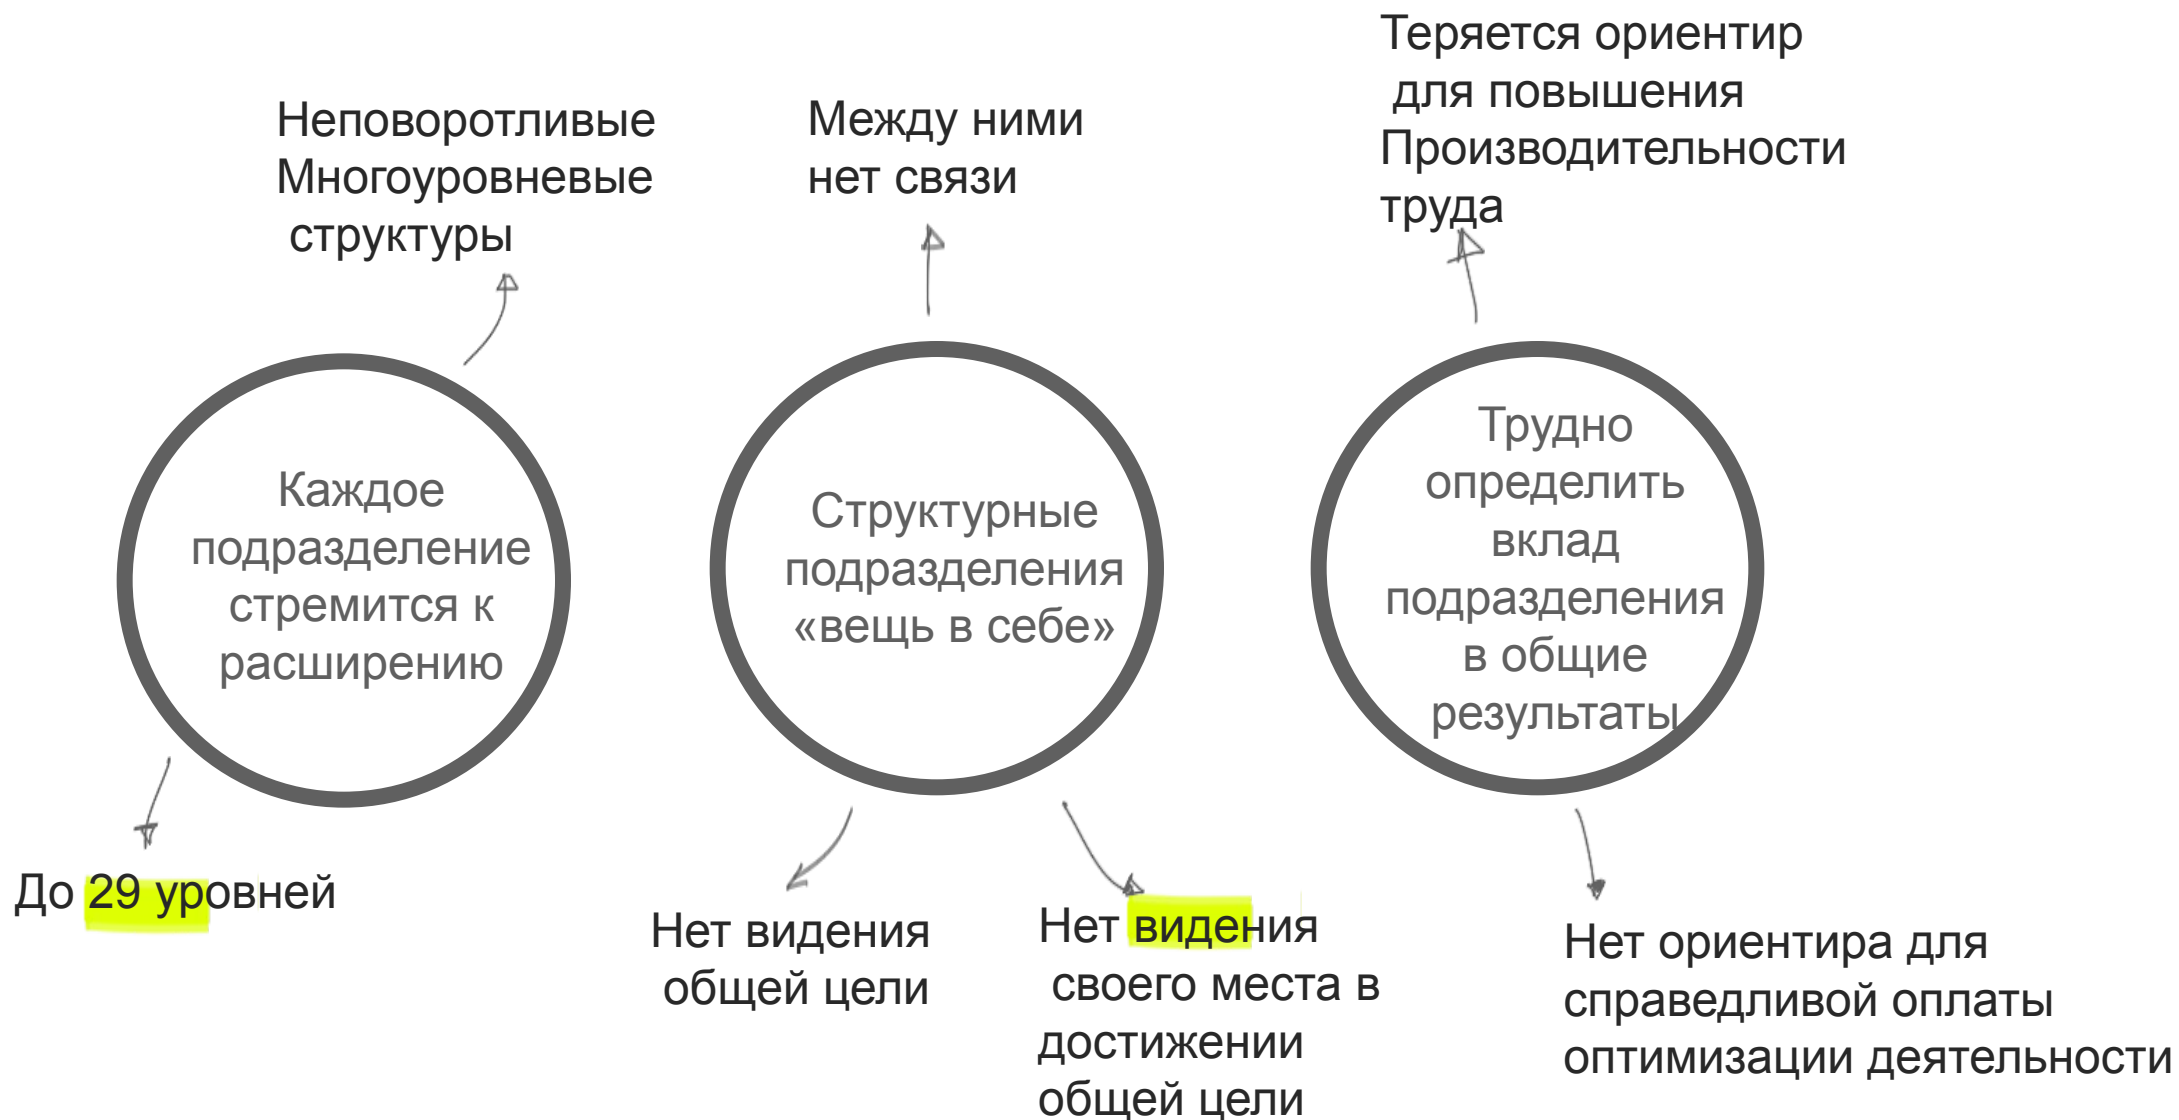 Неповоротливые
Многоуровневые
структуры
Между ними
нет связи
Теряется ориентир
для повышения
Производительности
труда
Каждое
подразделение
стремится к
расширению
Структурные
подразделения
«вещь в себе»
Трудно
определить
вклад
подразделения
в общие
результаты
До 29 уровней
Нет видения
общей цели
Нет видения
своего места в
достижении
общей цели
Нет ориентира для
справедливой оплаты
оптимизации деятельности